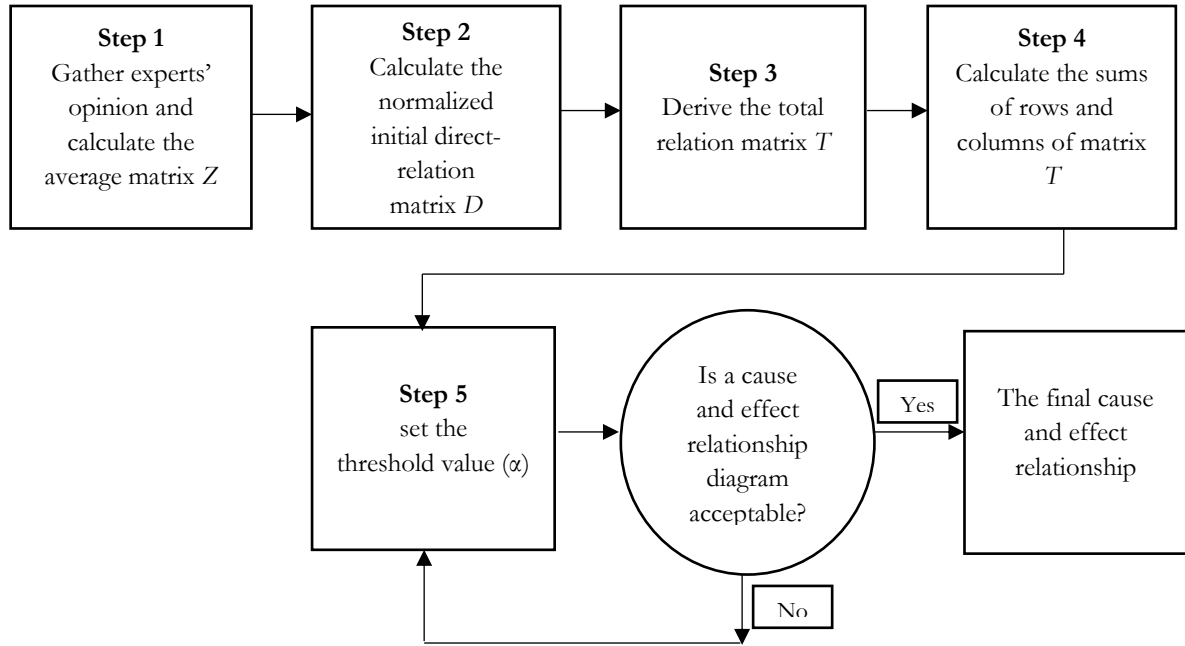 Step 1
Gather experts'
opinion and
calculate the
average matrix Z
Step 2
Calculate the
normalized
initial direct-
relation
matrix D
Step 3
Derive the total
relation matrix T
Step 4
Calculate the sums
of rows and
columns of matrix
T
Step 5
set the
threshold value (α)
Is a cause
and effect
relationship
diagram
acceptable?
Yes
The final cause
and effect
relationship
No